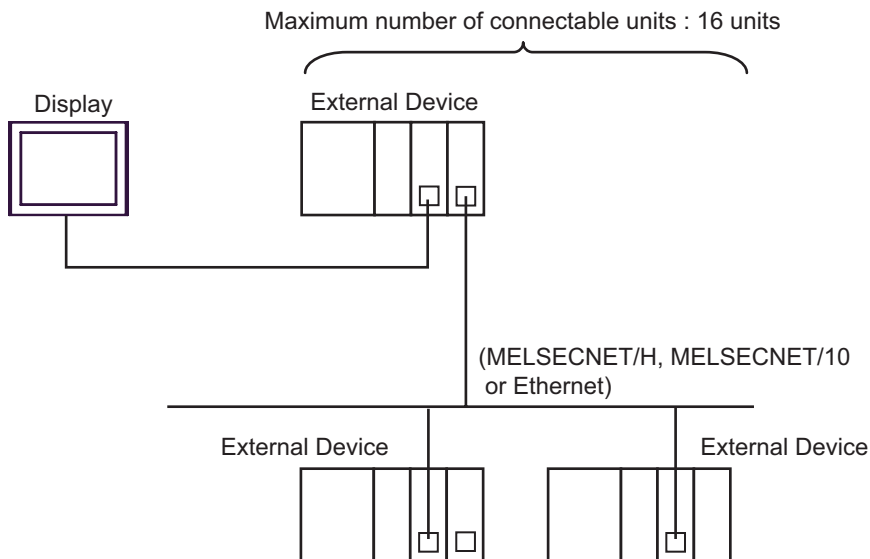 Maximum number of connectable units : 16 units
Display
External Device
(MELSECNET/H, MELSECNET/10
or Ethernet)
External Device
External Device